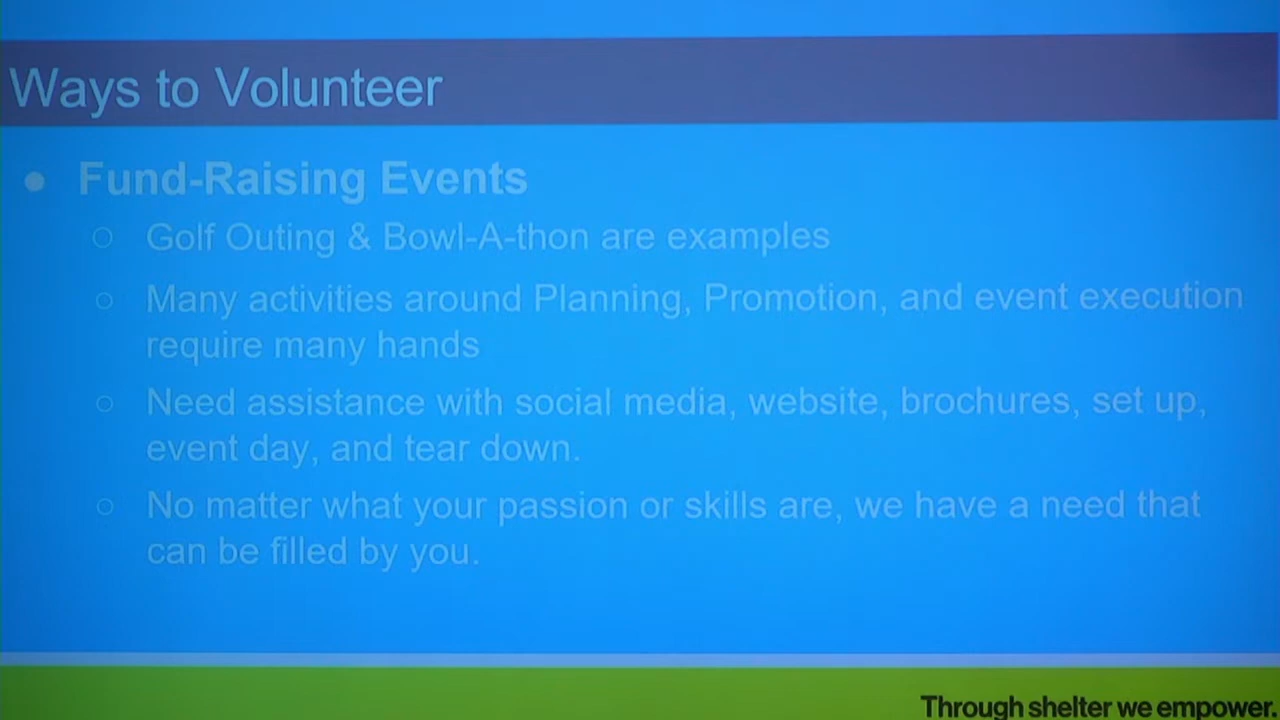 Ways to Volunteer
● Fund-Raising Events
○ Golf Outing & Bowl-A-thon are examples
○ Many activities around Planning, Promotion, and event execution
require many hands
○ Need assistance with social media, website, brochures, set up,
event day, and tear down.
○ No matter what your passion or skills are, we have a need that
can be filled by you.
Through shelter we empower.